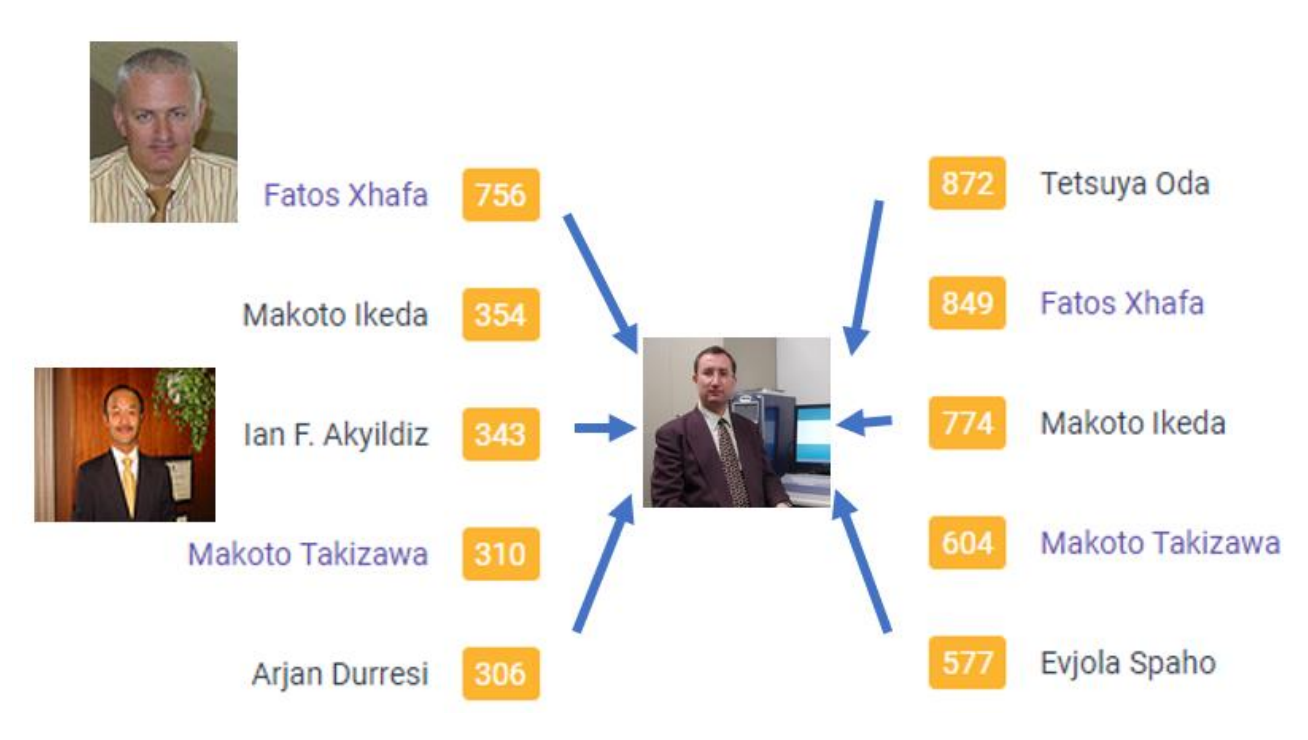 Fatos Xhafa 756
Makoto Ikeda 354
Ian F. Akyildiz 343
Makoto Takizawa 310
Arjan Durresi 306
872 Tetsuya Oda
849 Fatos Xhafa
774 Makoto Ikeda
604 Makoto Takizawa
577 Evjola Spaho